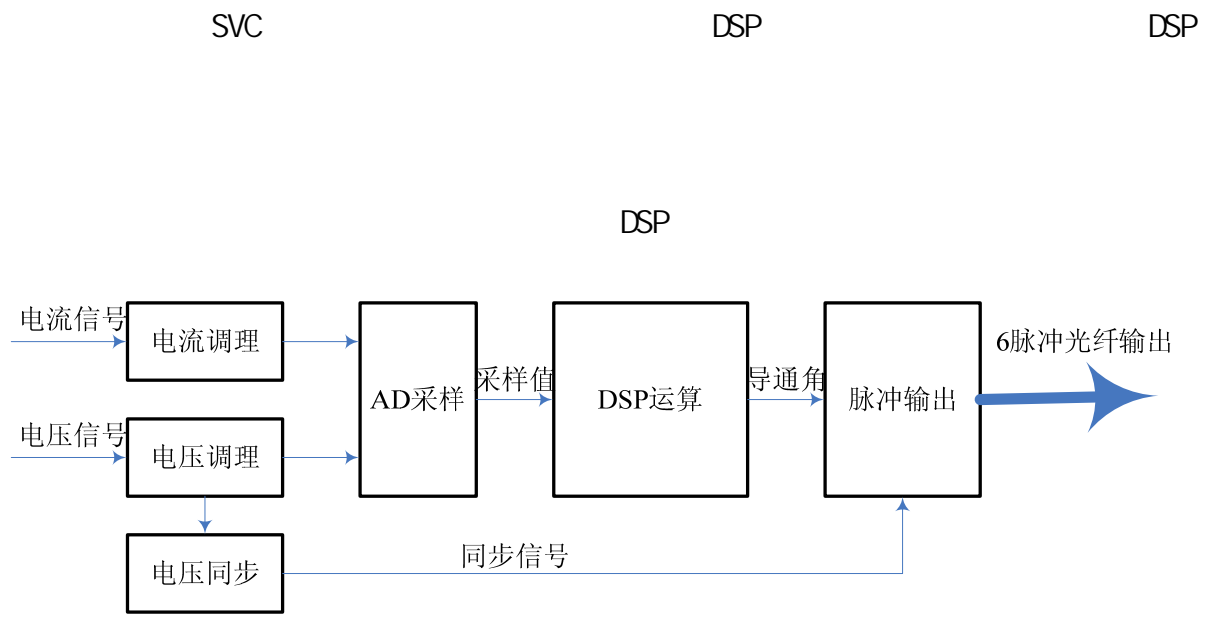 SVC DSP DSP
DSP
电流信号
电流调理
电压信号
电压调理
电压同步
AD采样
采样值
DSP运算
导通角
脉冲输出
6脉冲光纤输出
同步信号